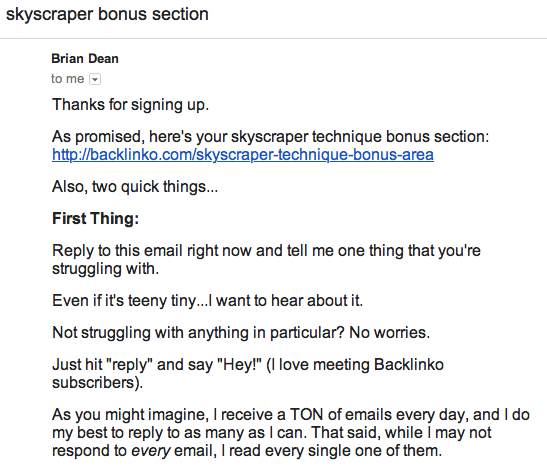 skyscraper bonus section
Brian Dean
to me
Thanks for signing up.
As promised, here's your skyscraper technique bonus section:
http://backlinko.com/skyscraper-technique-bonus-area
Also, two quick things...
First Thing:
Reply to this email right now and tell me one thing that you're
struggling with.
Even if it's teeny tiny...I want to hear about it.
Not struggling with anything in particular? No worries.
Just hit "reply" and say "Hey!" (I love meeting Backlinko
subscribers).
As you might imagine, I receive a TON of emails every day, and I do
my best to reply to as many as I can. That said, while I may not
respond to every email, I read every single one of them.